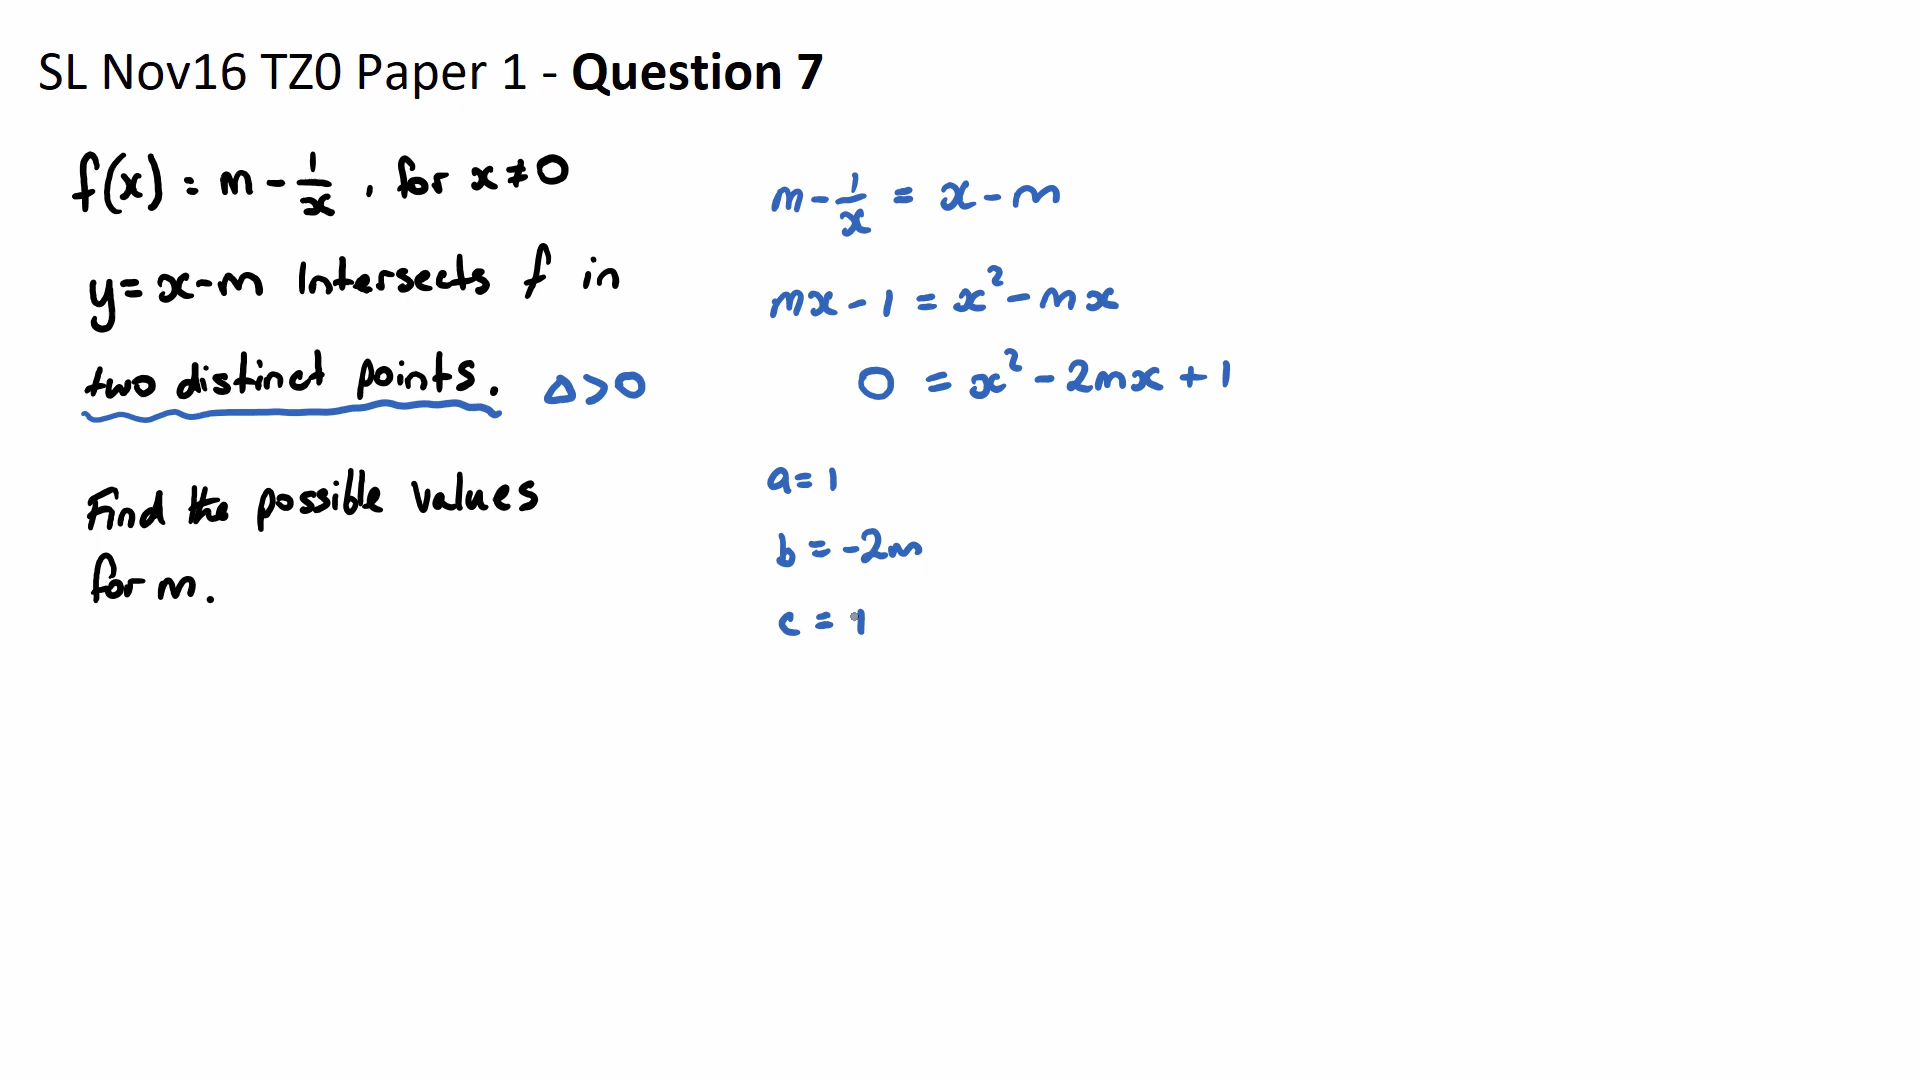 SL Nov16 TZ0 Paper 1 - Question 7
f(x) = m - 1/x , for x ≠ 0
y = x - m Intersects f in
two distinct points. Δ > 0
Find the possible values
for m.
m - 1/x = x - m
mx - 1 = x² - mx
0 = x² - 2mx + 1
a = 1
b = -2m
c = 1